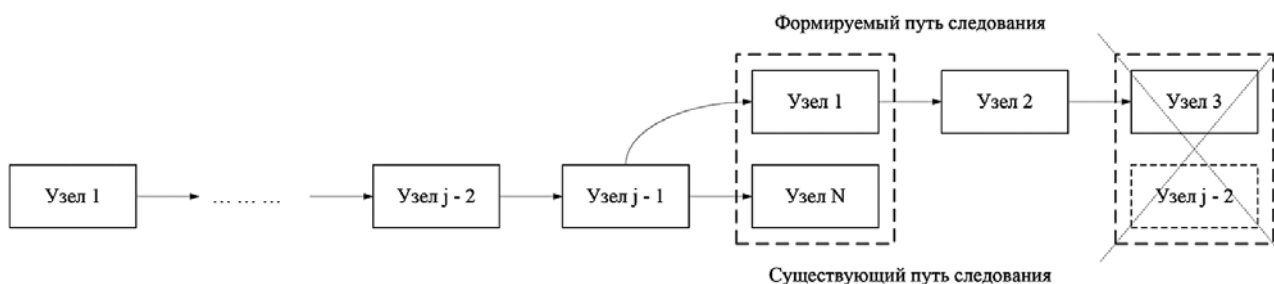 Формируемый путь следования
Узел 1
Узел 2
Узел 3
Узел 1
... ... ...
Узел j - 2
Узел j - 1
Узел N
Узел j - 2
Существующий путь следования